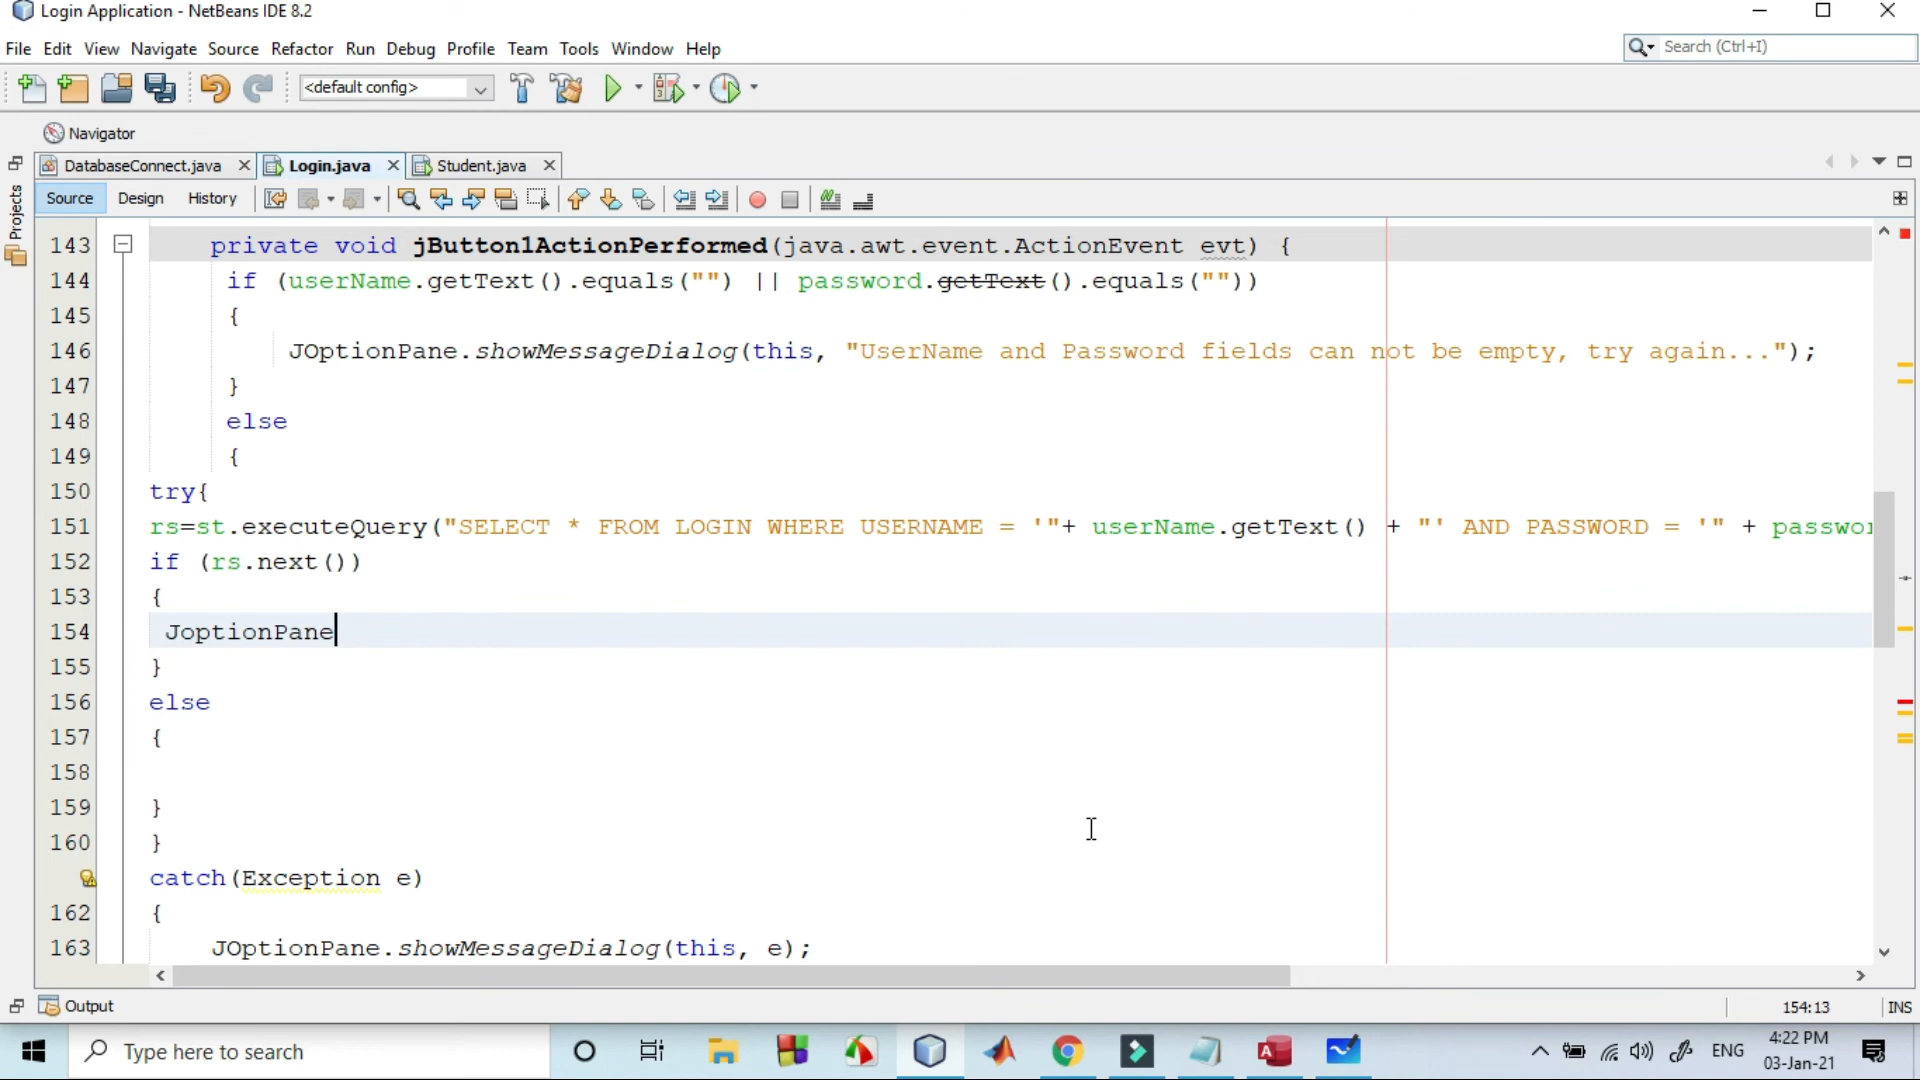 Login Application - NetBeans IDE 8.2
File Edit View Navigate Source Refactor Run Debug Profile Team Tools Window Help
Search (Ctrl+I)
<default config>
Navigator
Projects
DatabaseConnect.java Login.java Student.java
Source Design History
143 private void jButton1ActionPerformed(java.awt.event.ActionEvent evt) {
144 if (userName.getText().equals("") || password.getText().equals(""))
145 {
146 JOptionPane.showMessageDialog(this, "UserName and Password fields can not be empty, try again...");
147 }
148 else
149 {
150 try{
151 rs=st.executeQuery("SELECT * FROM LOGIN WHERE USERNAME = '"+ userName.getText() + "' AND PASSWORD = '" + passwor
152 if (rs.next())
153 {
154 JoptionPane
155 }
156 else
157 {
158
159 }
160 }
catch(Exception e)
162 {
163 JOptionPane.showMessageDialog(this, e);
Output
154:13 INS
Type here to search
ENG
4:22 PM
03-Jan-21